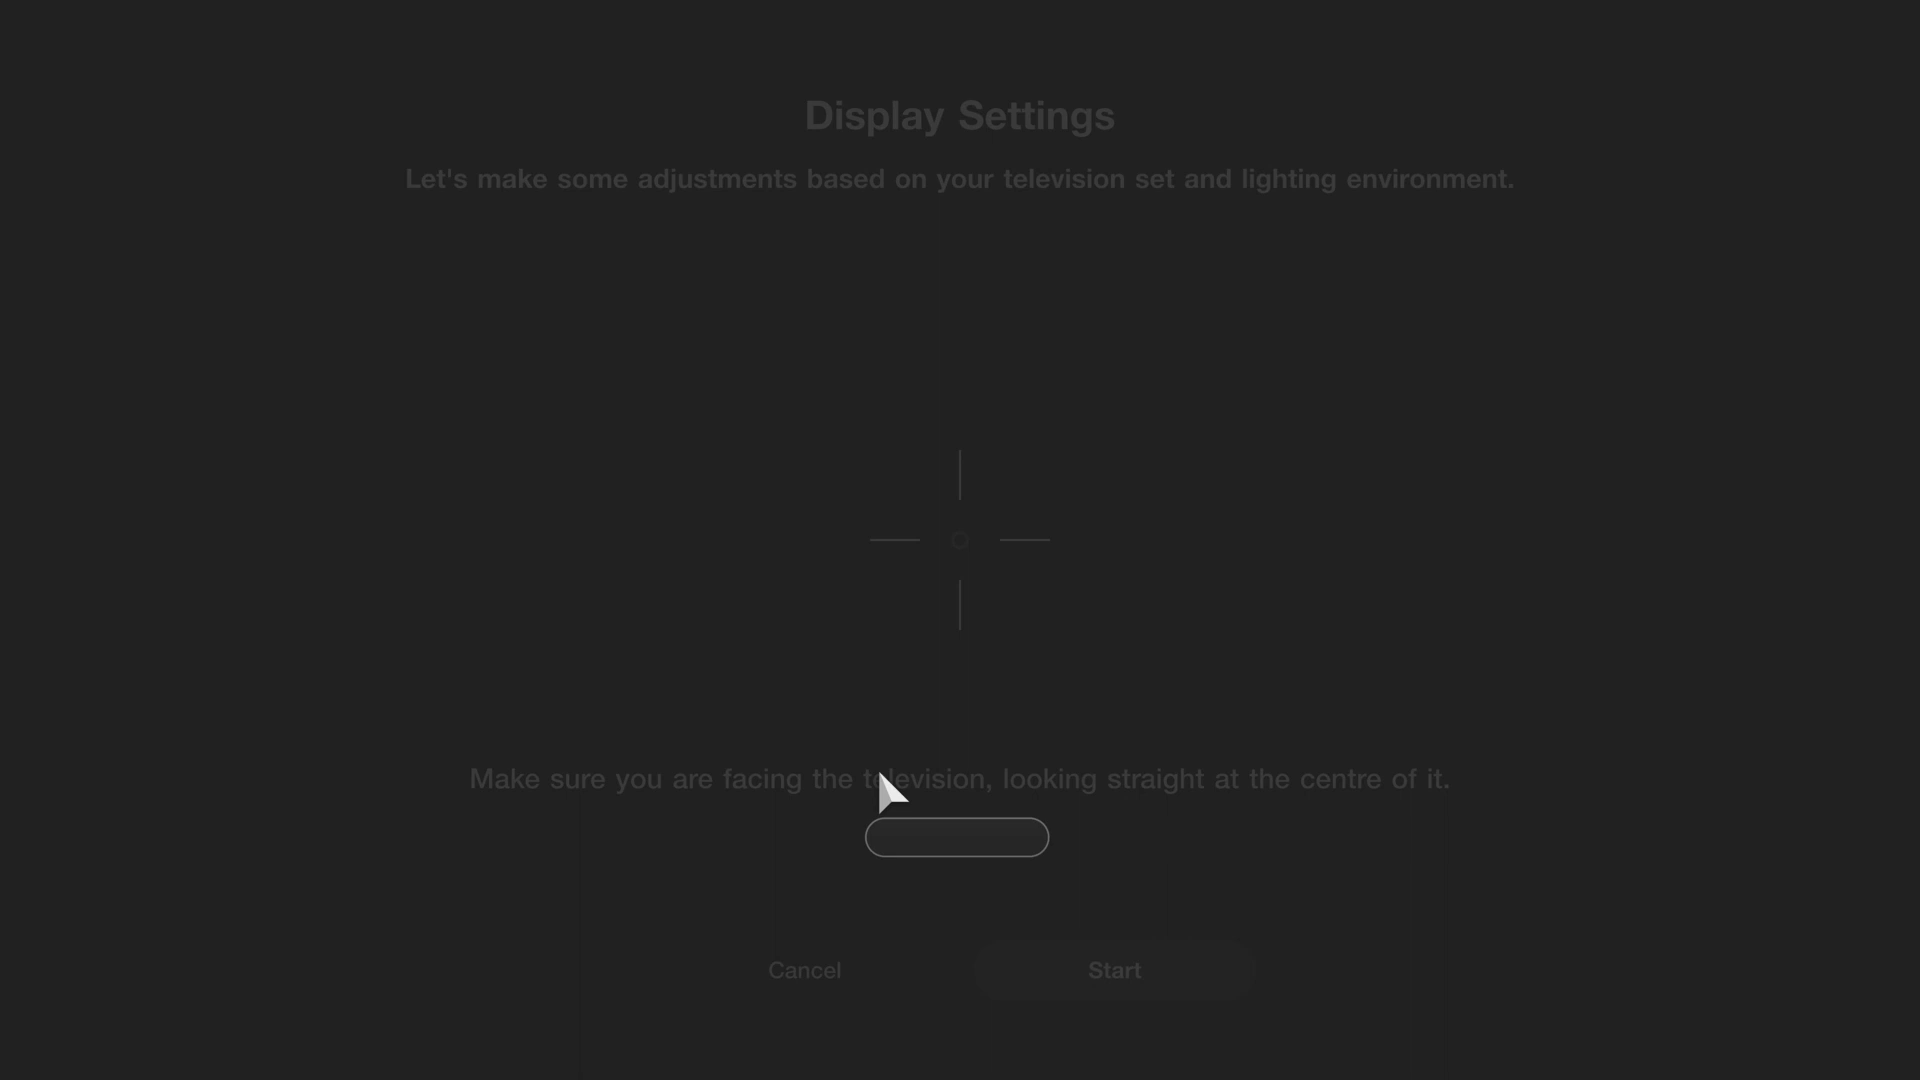 Display Settings
Let's make some adjustments based on your television set and lighting environment.
Make sure you are facing the television, looking straight at the centre of it.
Cancel
Start